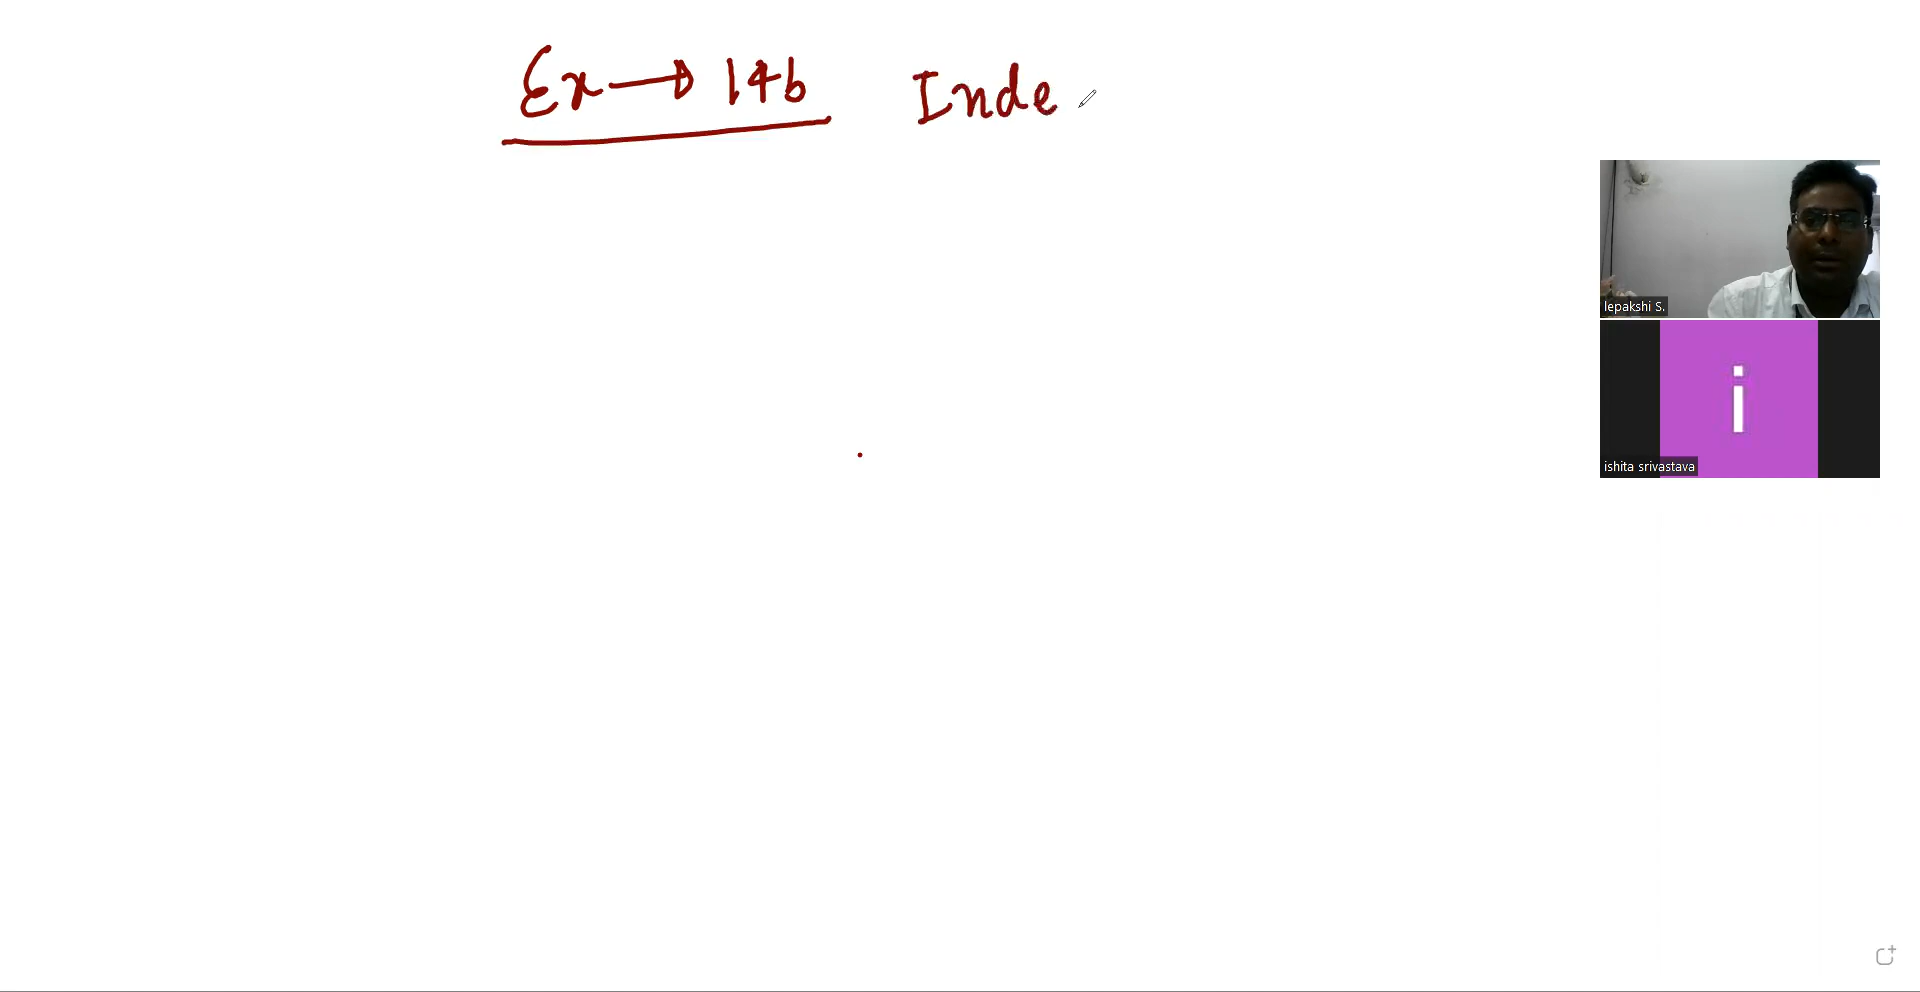 Ex → 14b Inde
lepakshi S.
i
ishita srivastava